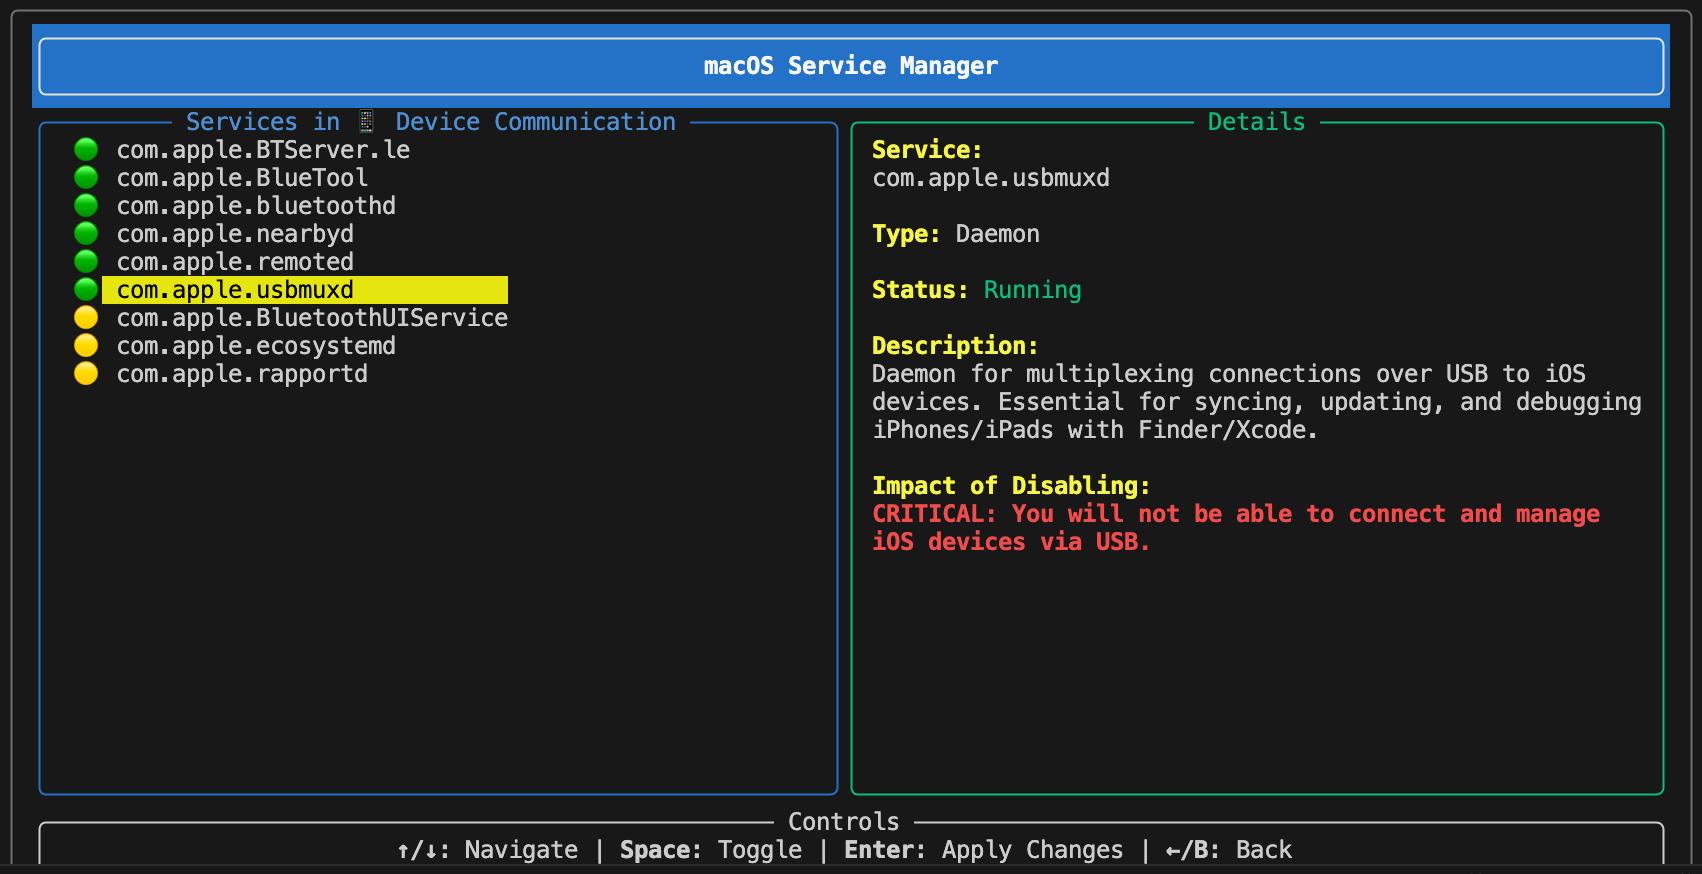 macOS Service Manager
Services in 📱 Device Communication
com.apple.BTServer.le
com.apple.BlueTool
com.apple.bluetoothd
com.apple.nearbyd
com.apple.remoted
com.apple.usbmuxd
com.apple.BluetoothUIService
com.apple.ecosystemd
com.apple.rapportd
Details
Service:
com.apple.usbmuxd
Type: Daemon
Status: Running
Description:
Daemon for multiplexing connections over USB to iOS
devices. Essential for syncing, updating, and debugging
iPhones/iPads with Finder/Xcode.
Impact of Disabling:
CRITICAL: You will not be able to connect and manage
iOS devices via USB.
Controls
↑/↓: Navigate | Space: Toggle | Enter: Apply Changes | ←/B: Back